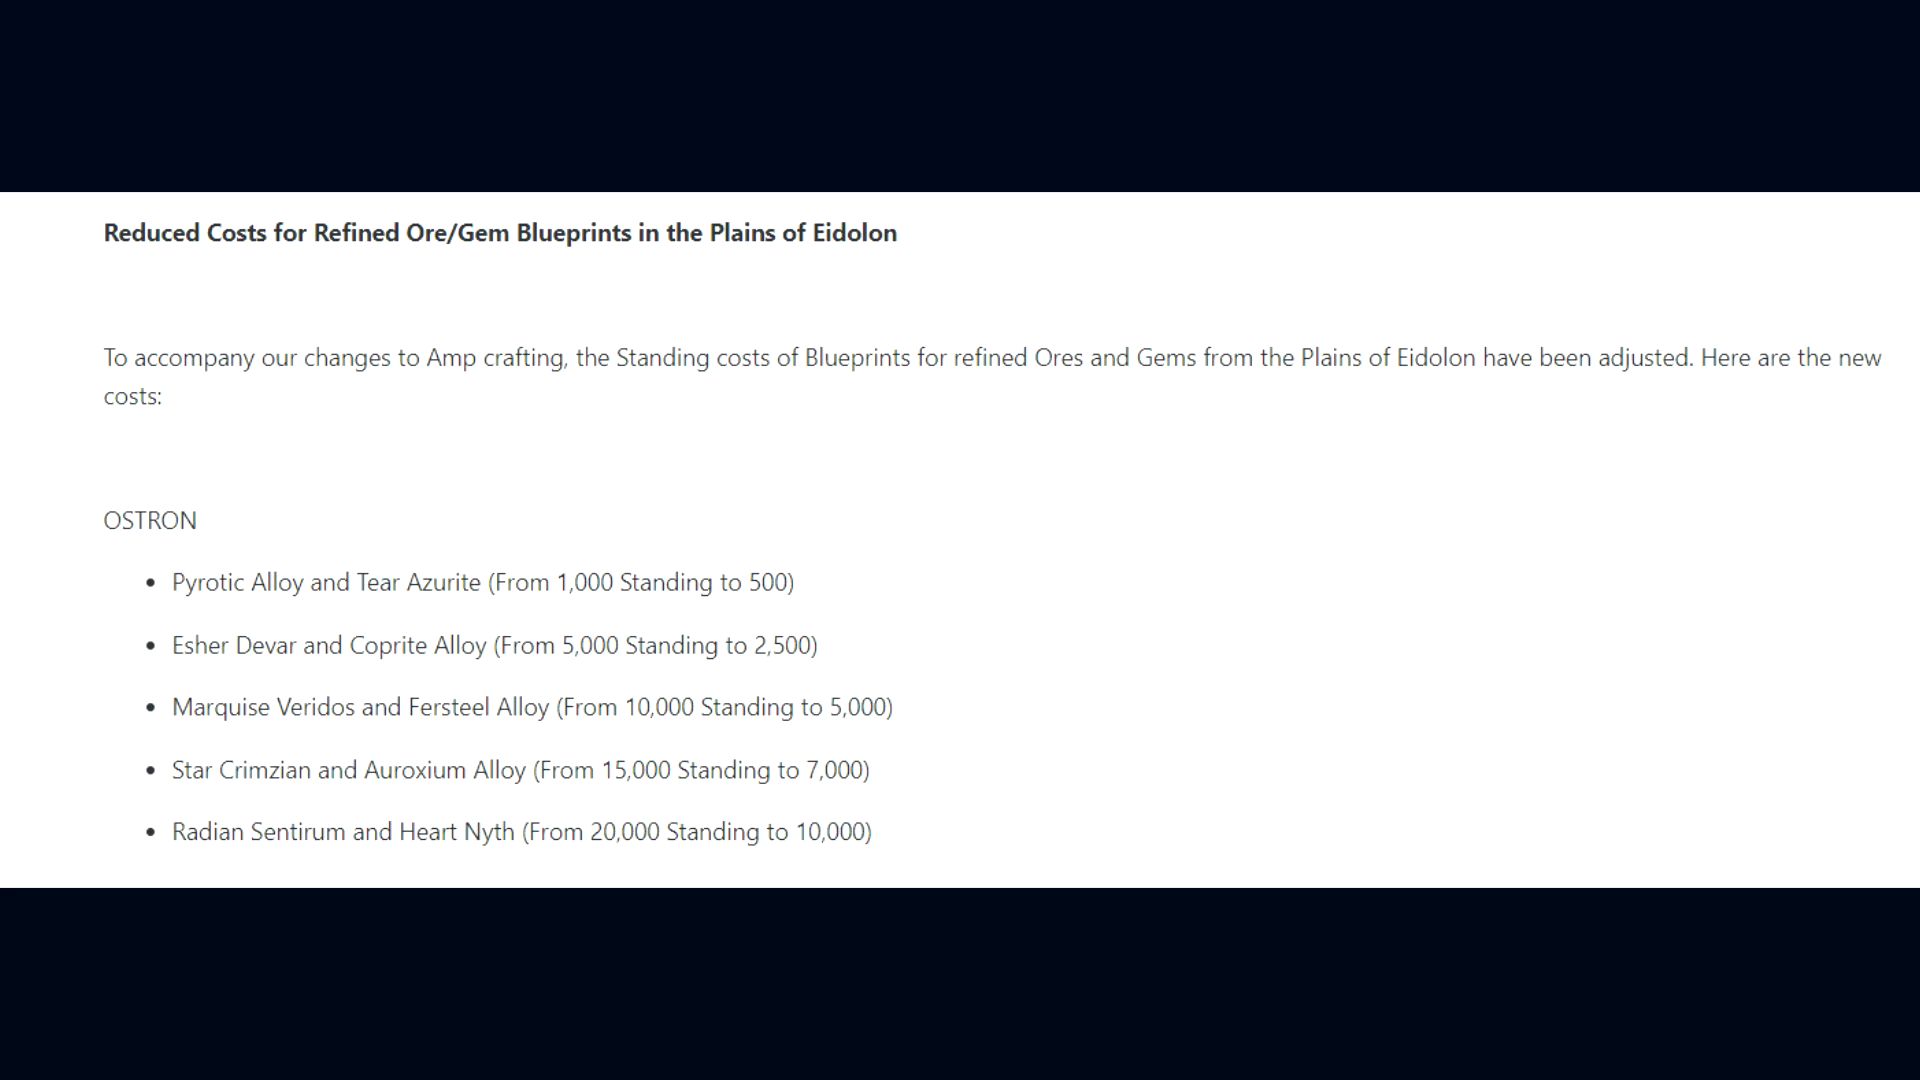 Reduced Costs for Refined Ore/Gem Blueprints in the Plains of Eidolon
To accompany our changes to Amp crafting, the Standing costs of Blueprints for refined Ores and Gems from the Plains of Eidolon have been adjusted. Here are the new
costs:
OSTRON
• Pyrotic Alloy and Tear Azurite (From 1,000 Standing to 500)
• Esher Devar and Coprite Alloy (From 5,000 Standing to 2,500)
• Marquise Veridos and Fersteel Alloy (From 10,000 Standing to 5,000)
• Star Crimzian and Auroxium Alloy (From 15,000 Standing to 7,000)
• Radian Sentirum and Heart Nyth (From 20,000 Standing to 10,000)